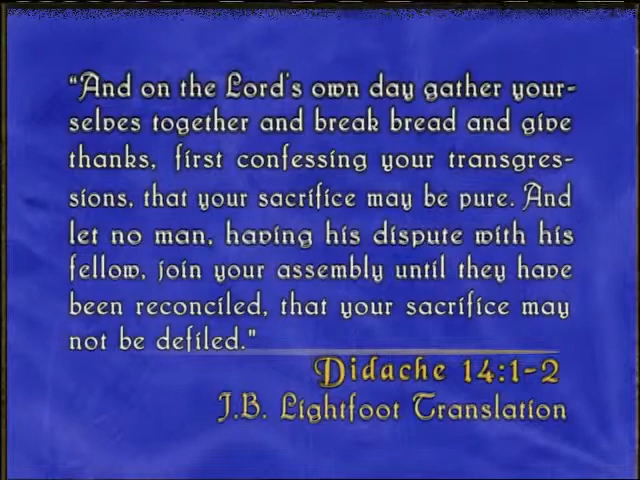 "And on the Lord's own day gather your-
selves together and break bread and give
thanks, first confessing your transgres-
sions, that your sacrifice may be pure. And
let no man, having his dispute with his
fellow, join your assembly until they have
been reconciled, that your sacrifice may
not be defiled."
Didache 14:1-2
J.B. Lightfoot Translation